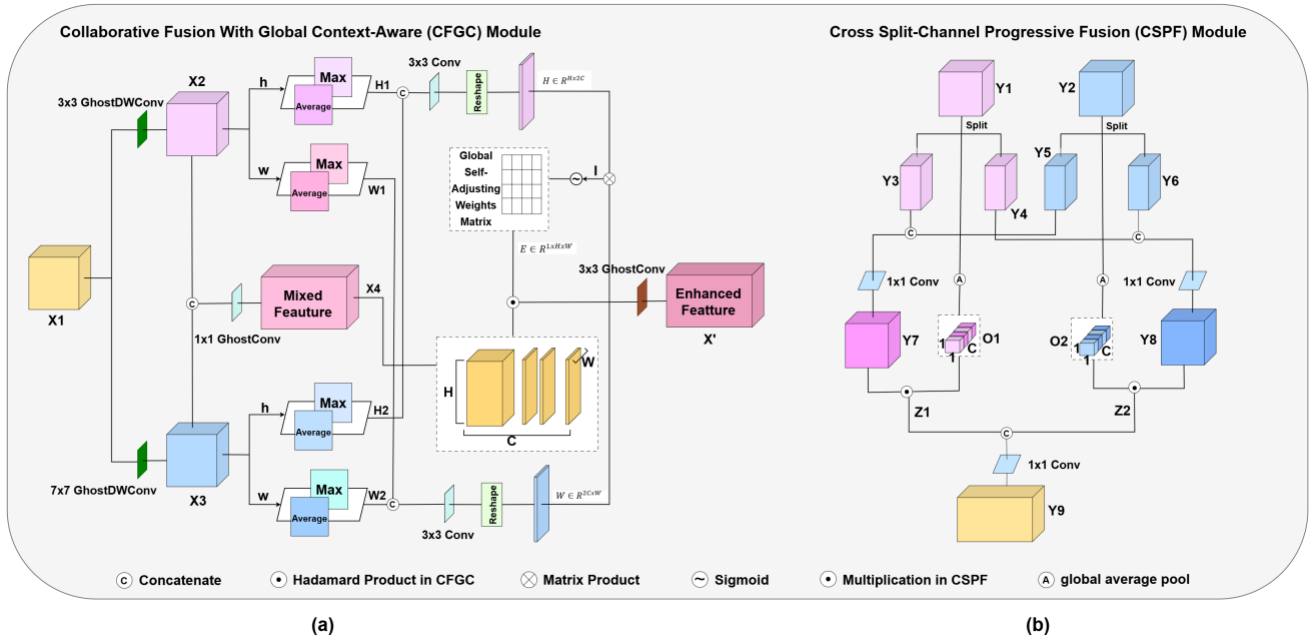 Collaborative Fusion With Global Context-Aware (CFGC) Module
X2
3x3 GhostDWConv
h
Max
Average
H1
3x3 Conv
C
Reshape
H ∈ R^{Hx2C}
w
Max
Average
W1
Global
Self-
Adjusting
Weights
Matrix
I
E ∈ R^{1xHxW}
X1
C
1x1 GhostConv
Mixed
Feauture
X4
3x3 GhostConv
Enhanced
Featture
X'
H
W
C
h
Max
Average
H2
7x7 GhostDWConv
X3
w
Max
Average
W2
C
3x3 Conv
Reshape
W ∈ R^{2CxW}
Cross Split-Channel Progressive Fusion (CSPF) Module
Y1
Y2
Split
Split
Y3
Y4
Y5
Y6
C
C
1x1 Conv
A
A
1x1 Conv
Y7
1
1
C
O1
O2
1
1
C
Y8
Z1
Z2
C
1x1 Conv
Y9
C Concatenate
Hadamard Product in CFGC
Matrix Product
Sigmoid
Multiplication in CSPF
A global average pool
(a)
(b)